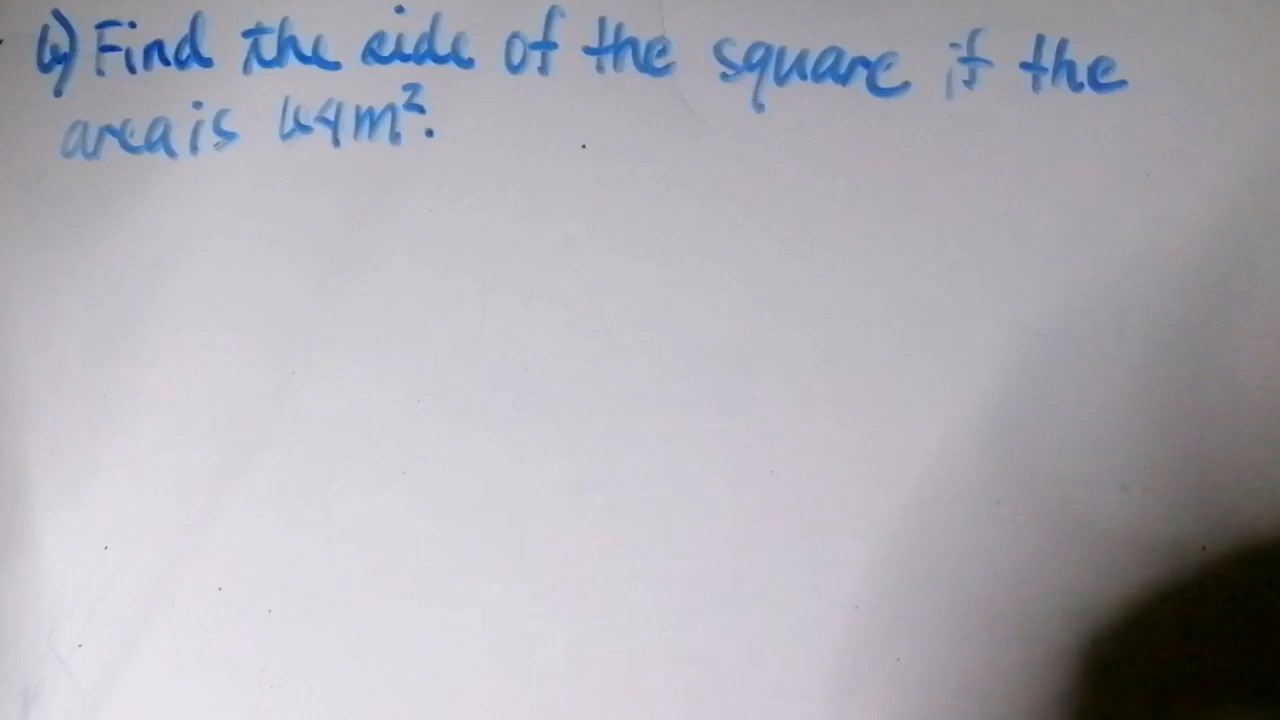 6) Find the side of the square if the
area is 64m².